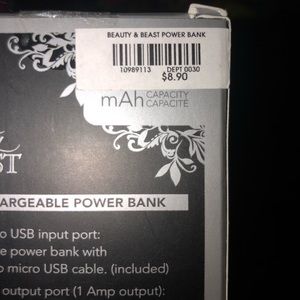 BEAUTY & BEAST POWER BANK
10989113 DEPT 0030
$8.90
mAh CAPACITY
CAPACITÉ
ST
ARGEABLE POWER BANK
o USB input port:
e power bank with
o micro USB cable. (included)
output port (1 Amp output):